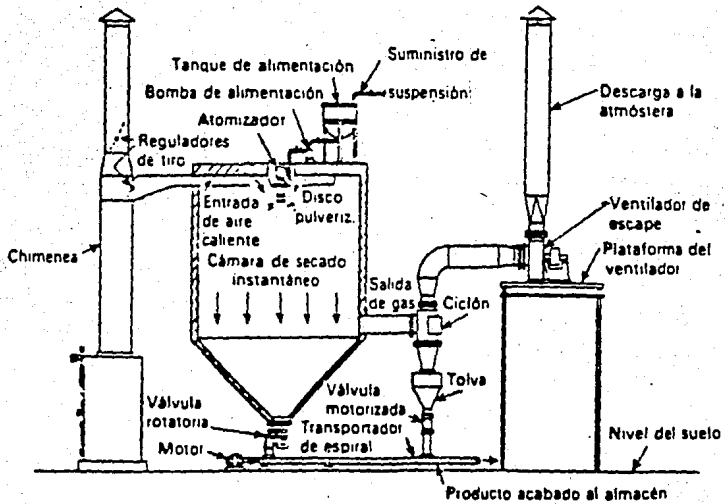 Suministro de
suspensión
Tanque de alimentación
Bomba de alimentación
Atomizador
Reguladores
de tiro
Descarga a la
atmóstera
Entrada
de aire
caliente
Disco
pulveriz.
Ventilador de
escape
Plataforma del
ventilador
Chimenea
Cámara de secado
instantáneo
Salida
de gas
Ciclón
Tolva
Válvula
rotatoria
Válvula
motorizada
Transportador
de espiral
Motor
Nivel del suelo
Producto acabado al almacén